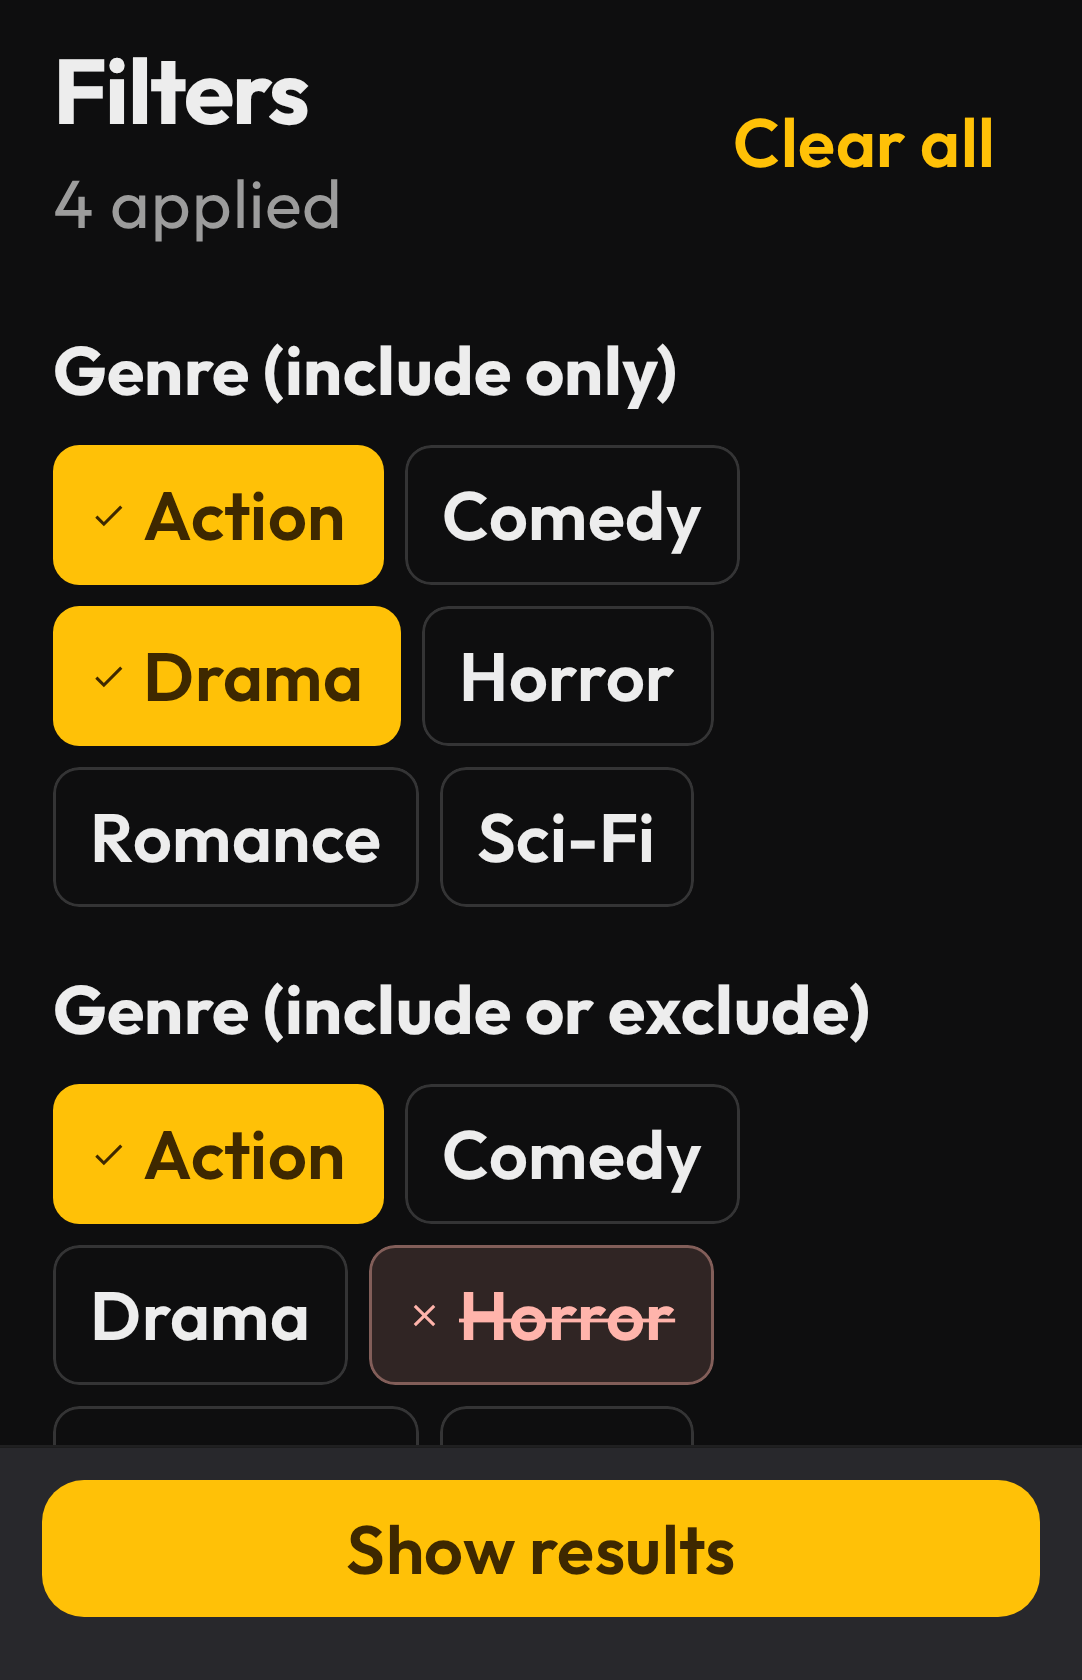 Filters
Clear all
4 applied
Genre (include only)
Action
Comedy
Drama
Horror
Romance
Sci-Fi
Genre (include or exclude)
Action
Comedy
Drama
Horror
Show results